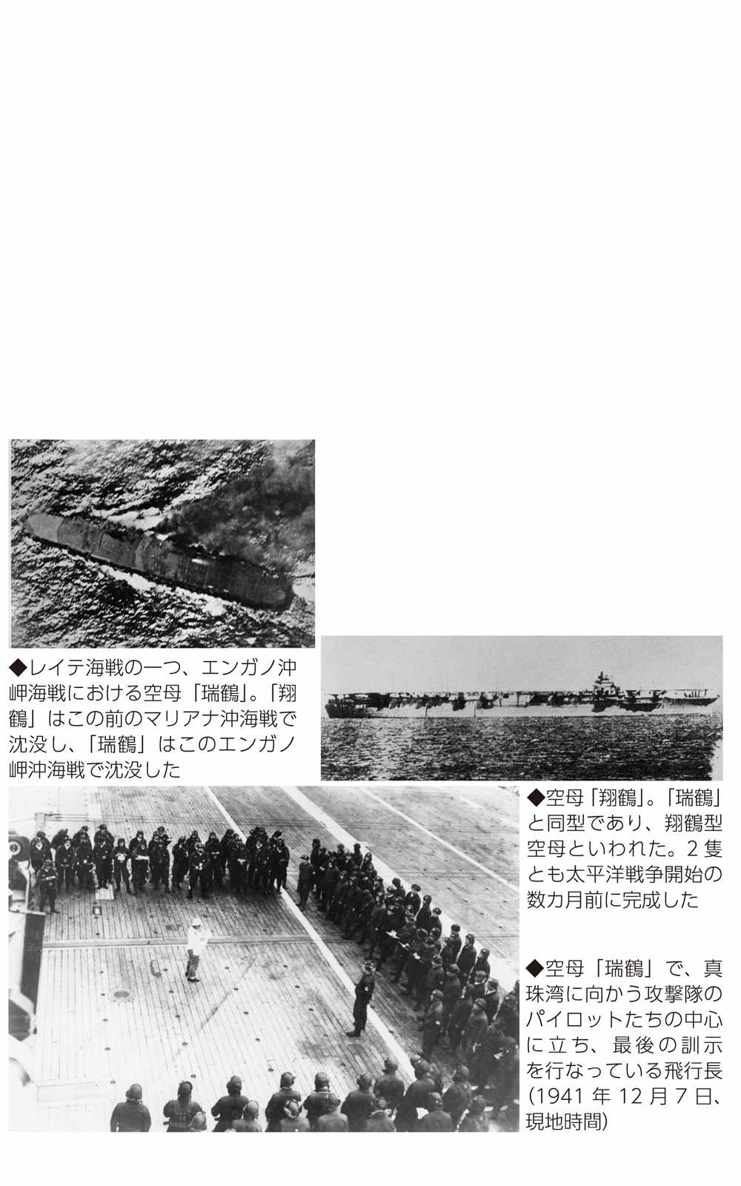 ◆レイテ海戦の一つ、エンガノ沖
岬海戦における空母「瑞鶴」。「翔
鶴」はこの前のマリアナ沖海戦で
沈没し、「瑞鶴」はこのエンガノ
岬沖海戦で沈没した
◆空母「翔鶴」。「瑞鶴」
と同型であり、翔鶴型
空母といわれた。2隻
とも太平洋戦争開始の
数カ月前に完成した
◆空母「瑞鶴」で、真
珠湾に向かう攻撃隊の
パイロットたちの中心
に立ち、最後の訓示
を行なっている飛行長
(1941年12月7日、
現地時間)